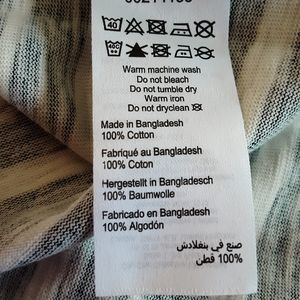 Warm machine wash
Do not bleach
Do not tumble dry
Warm iron
Do not dryclean
Made in Bangladesh
100% Cotton
Fabriqué au Bangladesh
100% Coton
Hergestellt in Bangladesch
100% Baumwolle
Fabricado en Bangladesh
100% Algodón
صنع في بنغلادش
100% قطن